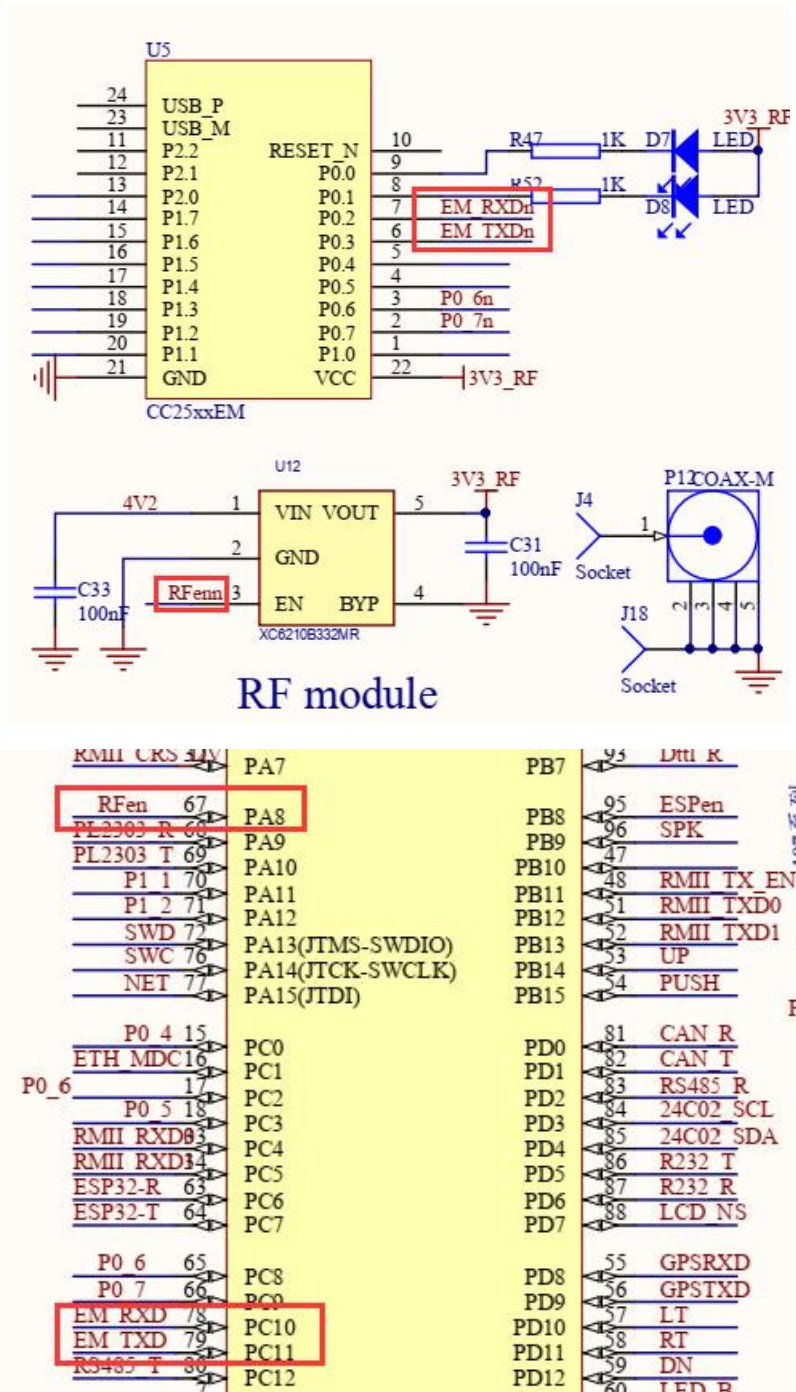 U5
24 USB_P
23 USB_M
11 P2.2 RESET_N 10
12 P2.1 P0.0 9
13 P2.0 P0.1 8
14 P1.7 P0.2 7 EM_RXDn
15 P1.6 P0.3 6 EM_TXDn
16 P1.5 P0.4 5
17 P1.4 P0.5 4
18 P1.3 P0.6 3 P0_6n
19 P1.2 P0.7 2 P0_7n
20 P1.1 P1.0 1
21 GND VCC 22 3V3_RF
CC25xxEM
3V3_RF
R47 1K D7 LED
R52 1K D8 LED
U12
4V2 1 VIN VOUT 5 3V3_RF
2 GND
RFenn 3 EN BYP 4
XC6210B332MR
C33
100nF
C31
100nF
P12 COAX-M
J4
1
Socket
2 3 4 5
J18
Socket
RF module
RMII_CRS_DV PA7 PB7 93
RFen 67 PA8 PB8 95 ESPen
PL2303_R 68 PA9 PB9 96 SPK
PL2303_T 69 PA10 PB10 47
P1_1 70 PA11 PB11 48 RMII_TX_EN
P1_2 71 PA12 PB12 51 RMII_TXD0
SWD 72 PA13(JTMS-SWDIO) PB13 52 RMII_TXD1
SWC 76 PA14(JTCK-SWCLK) PB14 53 UP
NET 77 PA15(JTDI) PB15 54 PUSH
P0_4 15 PC0 PD0 81 CAN_R
ETH_MDC 16 PC1 PD1 82 CAN_T
P0_6 17 PC2 PD2 83 RS485_R
P0_5 18 PC3 PD3 84 24C02_SCL
RMII_RXD0 33 PC4 PD4 85 24C02_SDA
RMII_RXD1 34 PC5 PD5 86 R232_T
ESP32-R 63 PC6 PD6 87 R232_R
ESP32-T 64 PC7 PD7 88 LCD_NS
P0_6 65 PC8 PD8 55 GPSRXD
P0_7 66 PC9 PD9 56 GPSTXD
EM_RXD 78 PC10 PD10 57 LT
EM_TXD 79 PC11 PD11 58 RT
RS485_T 80 PC12 PD12 59 DN